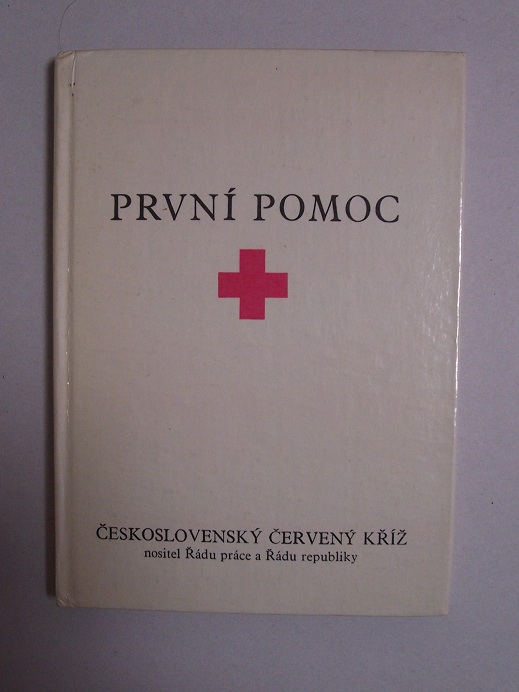 PRVNÍ POMOC
ČESKOSLOVENSKÝ ČERVENÝ KŘÍŽ
nositel Řádu práce a Řádu republiky